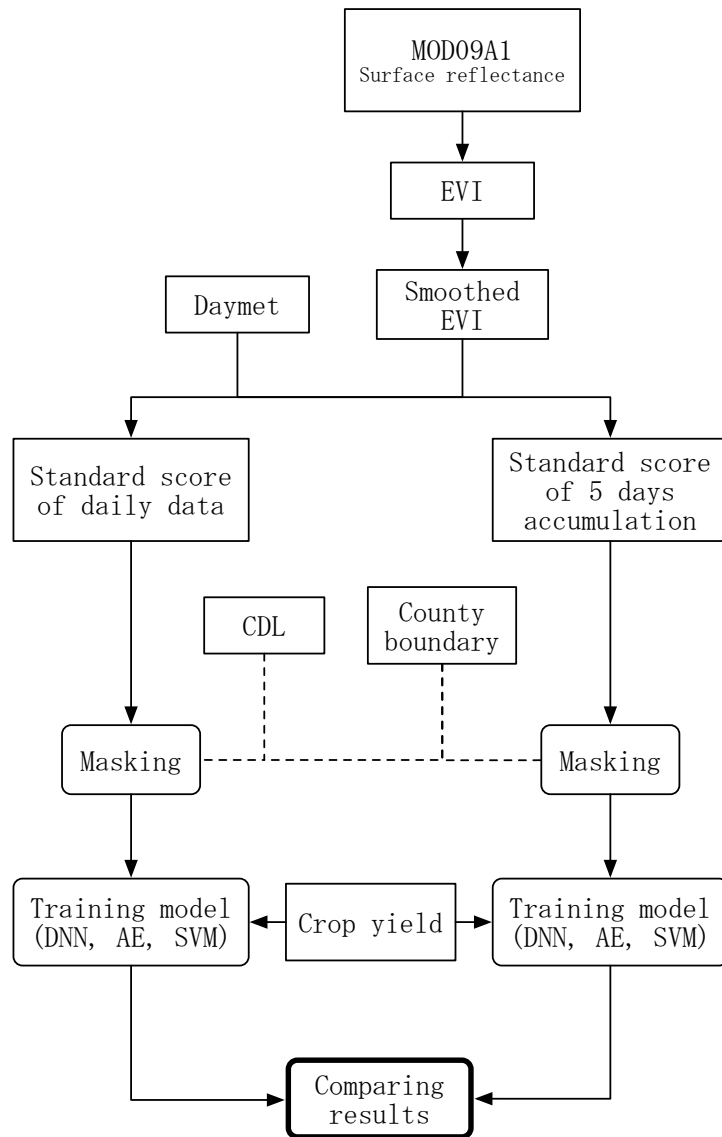 MOD09A1
Surface reflectance
EVI
Daymet
Smoothed
EVI
Standard score
of daily data
Standard score
of 5 days
accumulation
CDL
County
boundary
Masking
Masking
Training model
(DNN, AE, SVM)
Crop yield
Training model
(DNN, AE, SVM)
Comparing
results